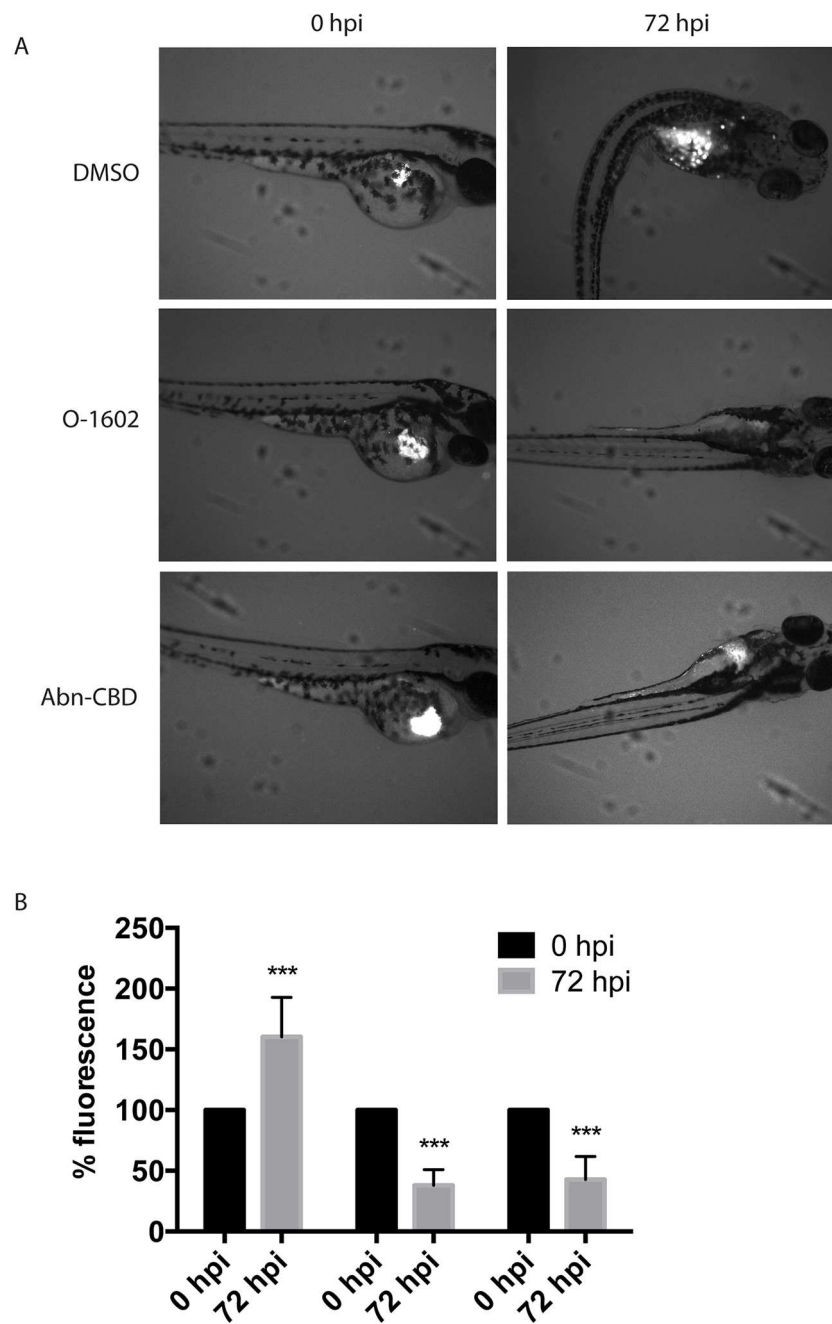 0 hpi 72 hpi
A
DMSO
O-1602
Abn-CBD
B
250
200
150
100
50
0
% fluorescence
***
***
***
0 hpi
72 hpi
0 hpi
72 hpi
0 hpi
72 hpi
0 hpi
72 hpi